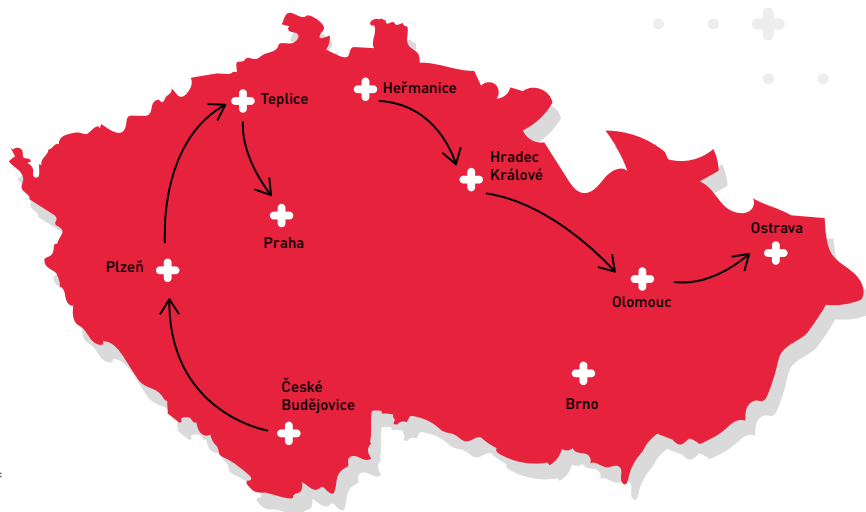 Teplice
Heřmanice
Hradec
Králové
Praha
Plzeň
Ostrava
Olomouc
České
Budějovice
Brno